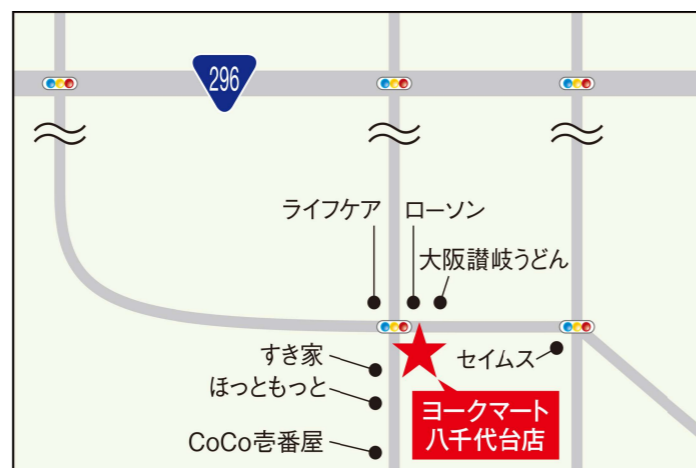 296
ライフケア
ローソン
大阪讃岐うどん
すき家
セイムス
ほっともっと
ヨークマート
八千代台店
CoCo壱番屋